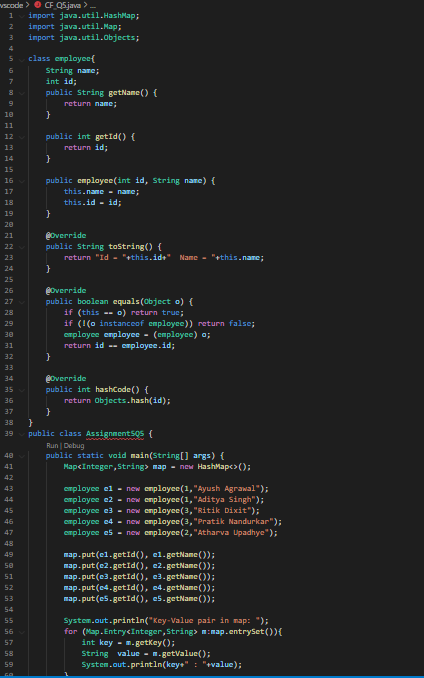 vscode > CF_Q5.java > ...
1 import java.util.HashMap;
2 import java.util.Map;
3 import java.util.Objects;
4
5 class employee{
6 String name;
7 int id;
8 public String getName() {
9 return name;
10 }
11
12 public int getId() {
13 return id;
14 }
15
16 public employee(int id, String name) {
17 this.name = name;
18 this.id = id;
19 }
20
21 @Override
22 public String toString() {
23 return "Id = "+this.id+" Name = "+this.name;
24 }
25
26 @Override
27 public boolean equals(Object o) {
28 if (this == o) return true;
29 if (!(o instanceof employee)) return false;
30 employee employee = (employee) o;
31 return id == employee.id;
32 }
33
34 @Override
35 public int hashCode() {
36 return Objects.hash(id);
37 }
38 }
39 public class AssignmentSQ5 {
Run | Debug
40 public static void main(String[] args) {
41 Map<Integer,String> map = new HashMap<>();
42
43 employee e1 = new employee(1,"Ayush Agrawal");
44 employee e2 = new employee(1,"Aditya Singh");
45 employee e3 = new employee(3,"Ritik Dixit");
46 employee e4 = new employee(3,"Pratik Nandurkar");
47 employee e5 = new employee(2,"Atharva Upadhye");
48
49 map.put(e1.getId(), e1.getName());
50 map.put(e2.getId(), e2.getName());
51 map.put(e3.getId(), e3.getName());
52 map.put(e4.getId(), e4.getName());
53 map.put(e5.getId(), e5.getName());
54
55 System.out.println("Key-Value pair in map: ");
56 for (Map.Entry<Integer,String> m:map.entrySet()){
57 int key = m.getKey();
58 String value = m.getValue();
59 System.out.println(key+" : "+value);
60 }